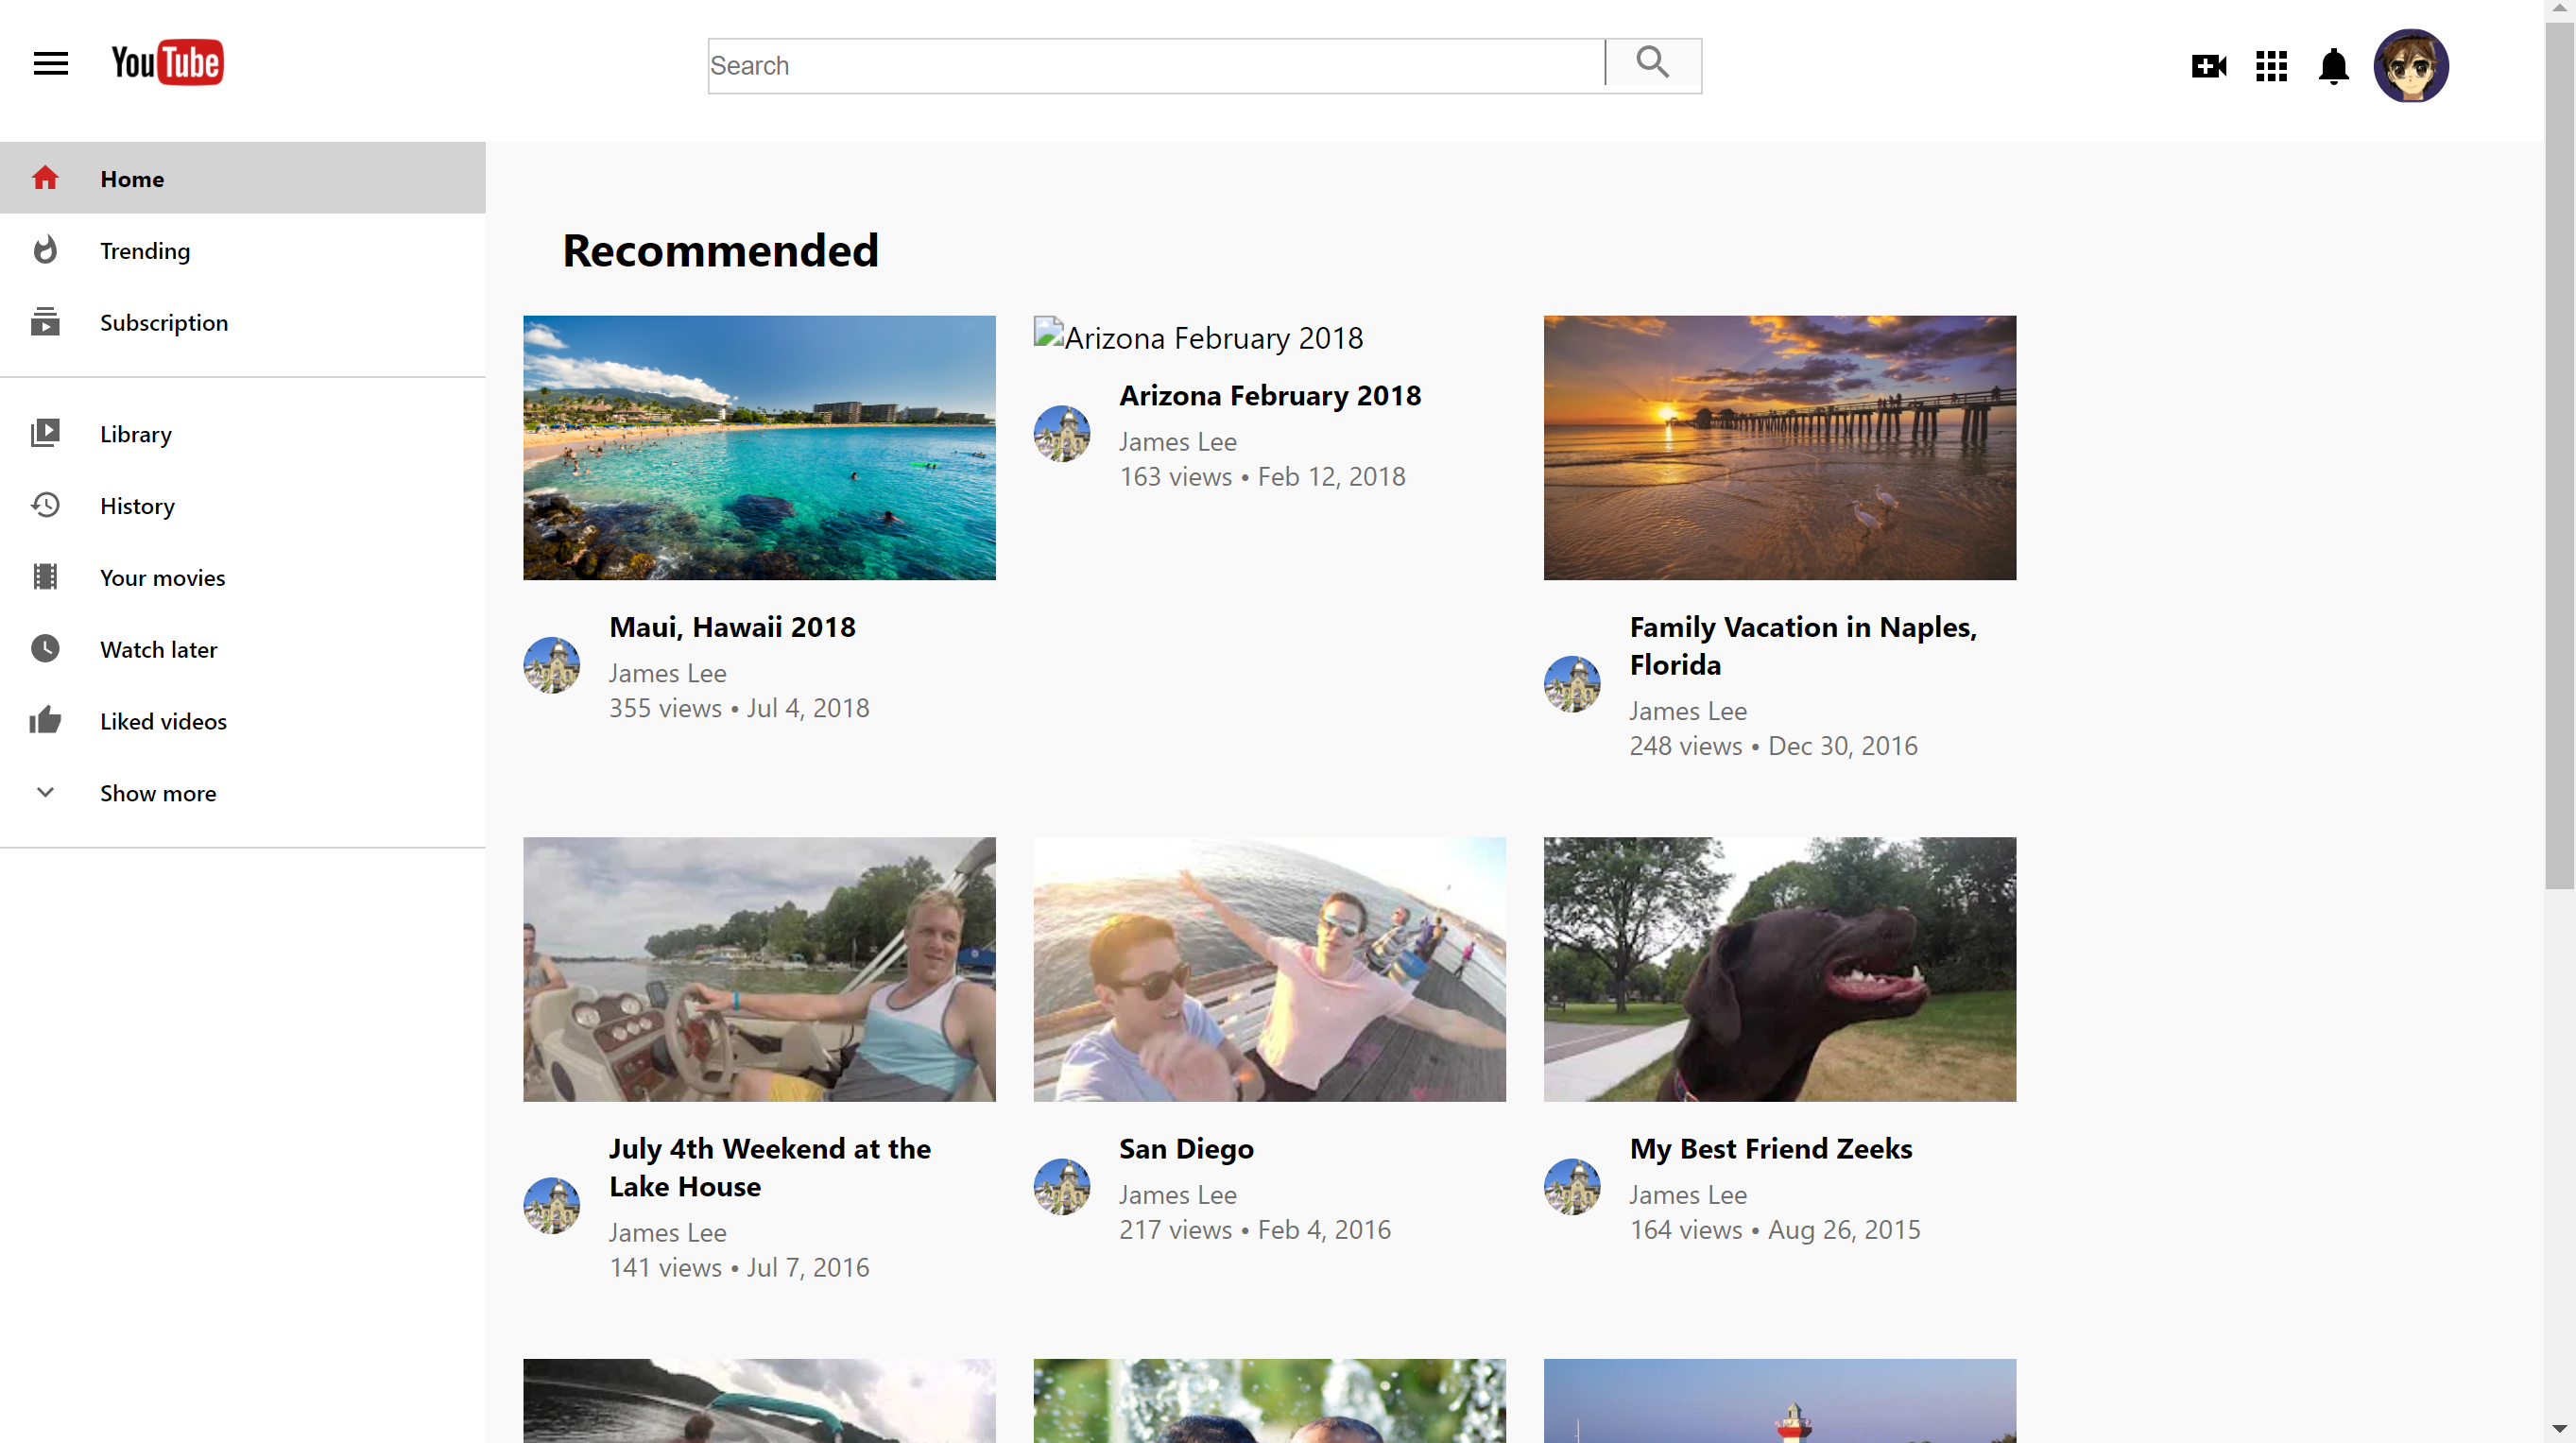 YouTube
Search
Home
Trending
Subscription
Library
History
Your movies
Watch later
Liked videos
Show more
Recommended
Maui, Hawaii 2018
James Lee
355 views • Jul 4, 2018
Arizona February 2018
Arizona February 2018
James Lee
163 views • Feb 12, 2018
Family Vacation in Naples,
Florida
James Lee
248 views • Dec 30, 2016
July 4th Weekend at the
Lake House
James Lee
141 views • Jul 7, 2016
San Diego
James Lee
217 views • Feb 4, 2016
My Best Friend Zeeks
James Lee
164 views • Aug 26, 2015